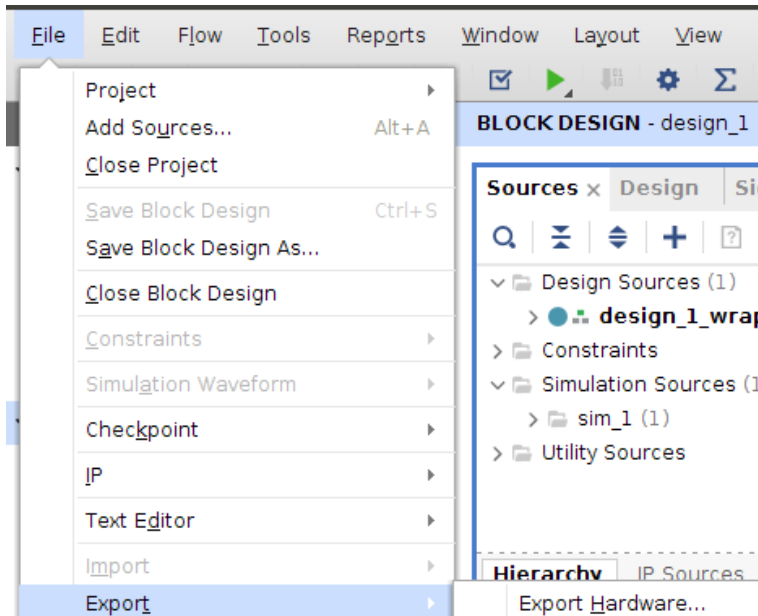 File Edit Flow Tools Reports Window Layout View
Project
Add Sources... Alt+A
Close Project
Save Block Design Ctrl+S
Save Block Design As...
Close Block Design
Constraints
Simulation Waveform
Checkpoint
IP
Text Editor
Import
Export
BLOCK DESIGN - design_1
Sources × Design
Σ
Design Sources (1)
design_1_wrap
Constraints
Simulation Sources (1
sim_1 (1)
Utility Sources
Hierarchy IP Sources
Export Hardware...